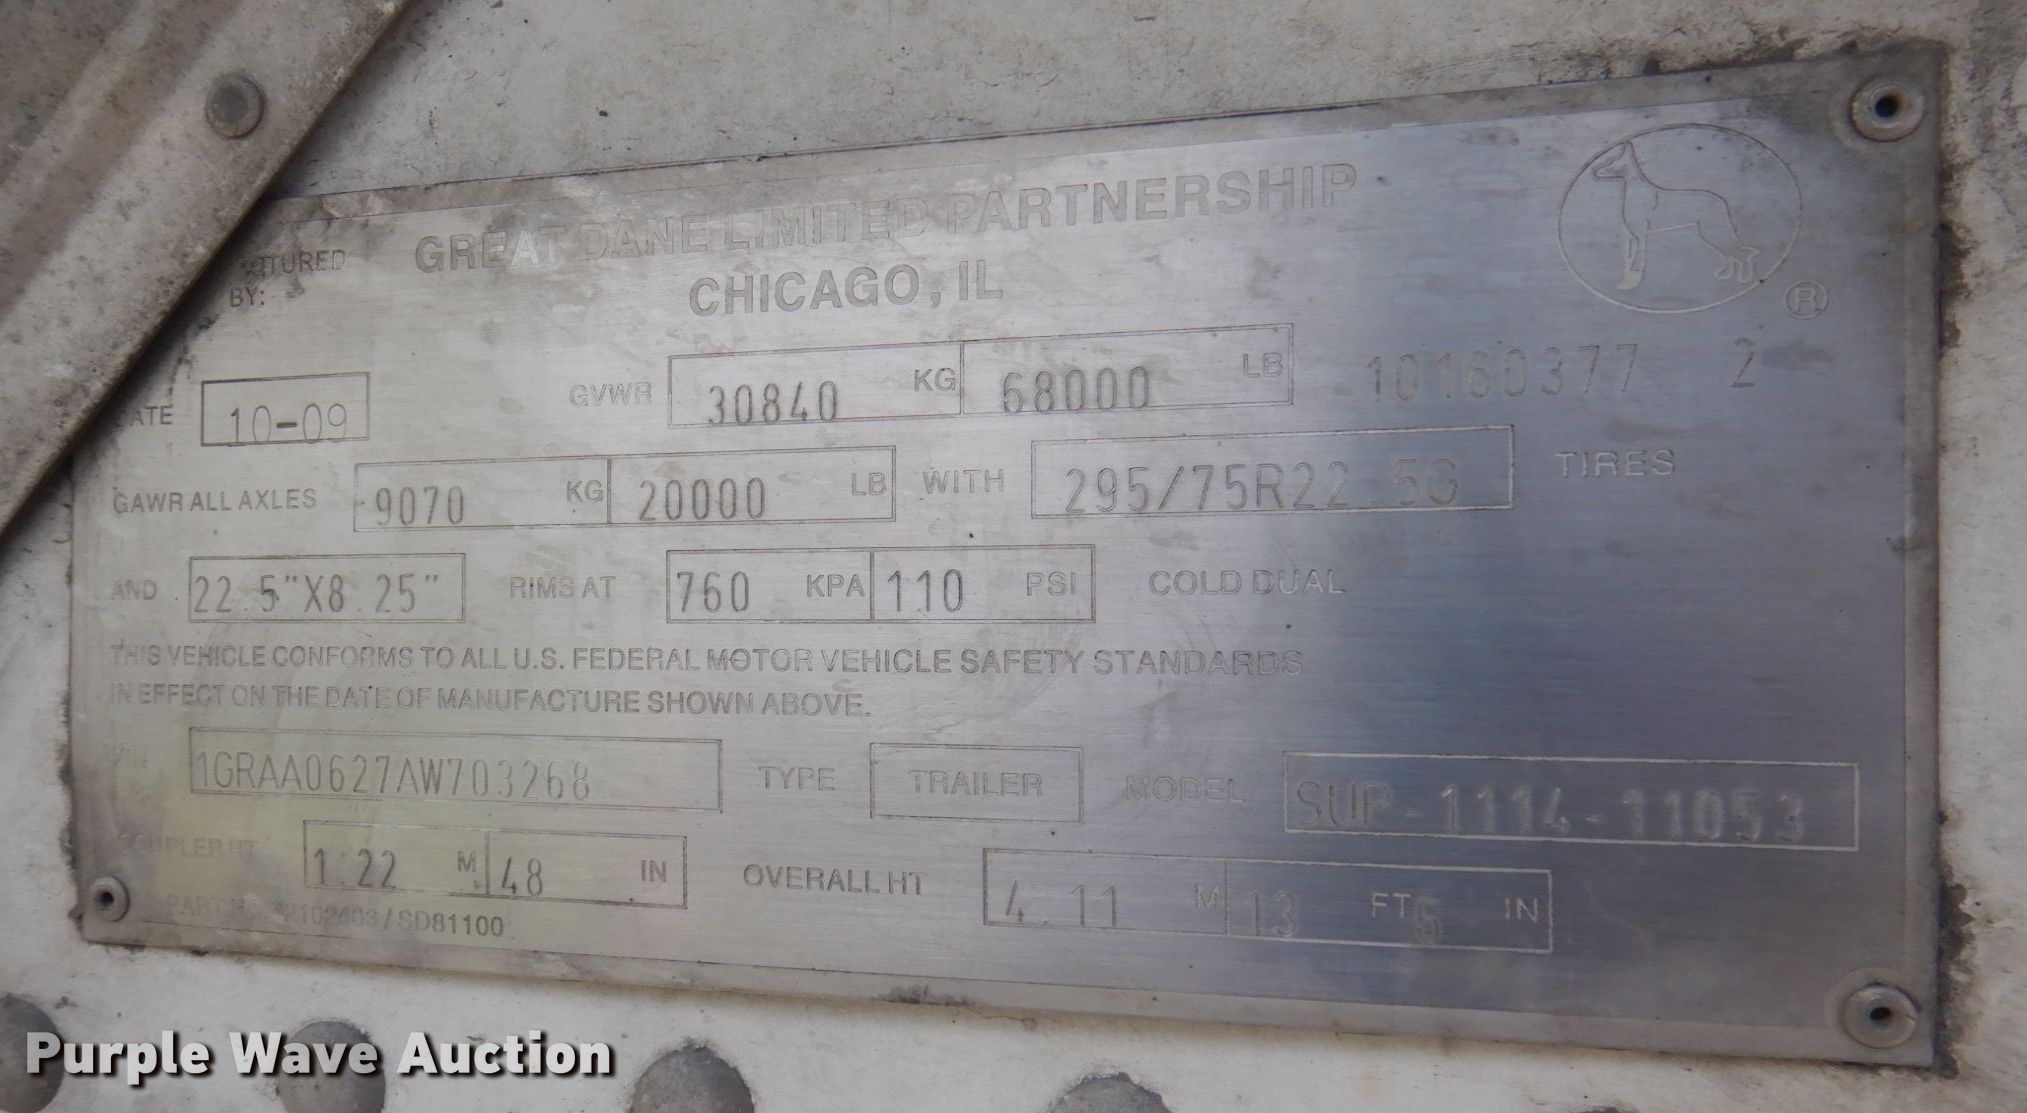 GREAT DANE LIMITED PARTNERSHIP
BY:
CHICAGO, IL
DATE 10-09 GVWR 30840 KG 68000 LB 10160377 2
GAWR ALL AXLES 9070 KG 20000 LB WITH 295/75R22.5G TIRES
AND 22.5"X8.25" RIMS AT 760 KPA 110 PSI COLD DUAL
THIS VEHICLE CONFORMS TO ALL U.S. FEDERAL MOTOR VEHICLE SAFETY STANDARDS
IN EFFECT ON THE DATE OF MANUFACTURE SHOWN ABOVE.
VIN 1GRAA0627AW703268 TYPE TRAILER MODEL SUP-1114-11053
COUPLER HT 1.22 M 48 IN OVERALL HT 4.11 M 13 FT 6 IN
®
Purple Wave Auction